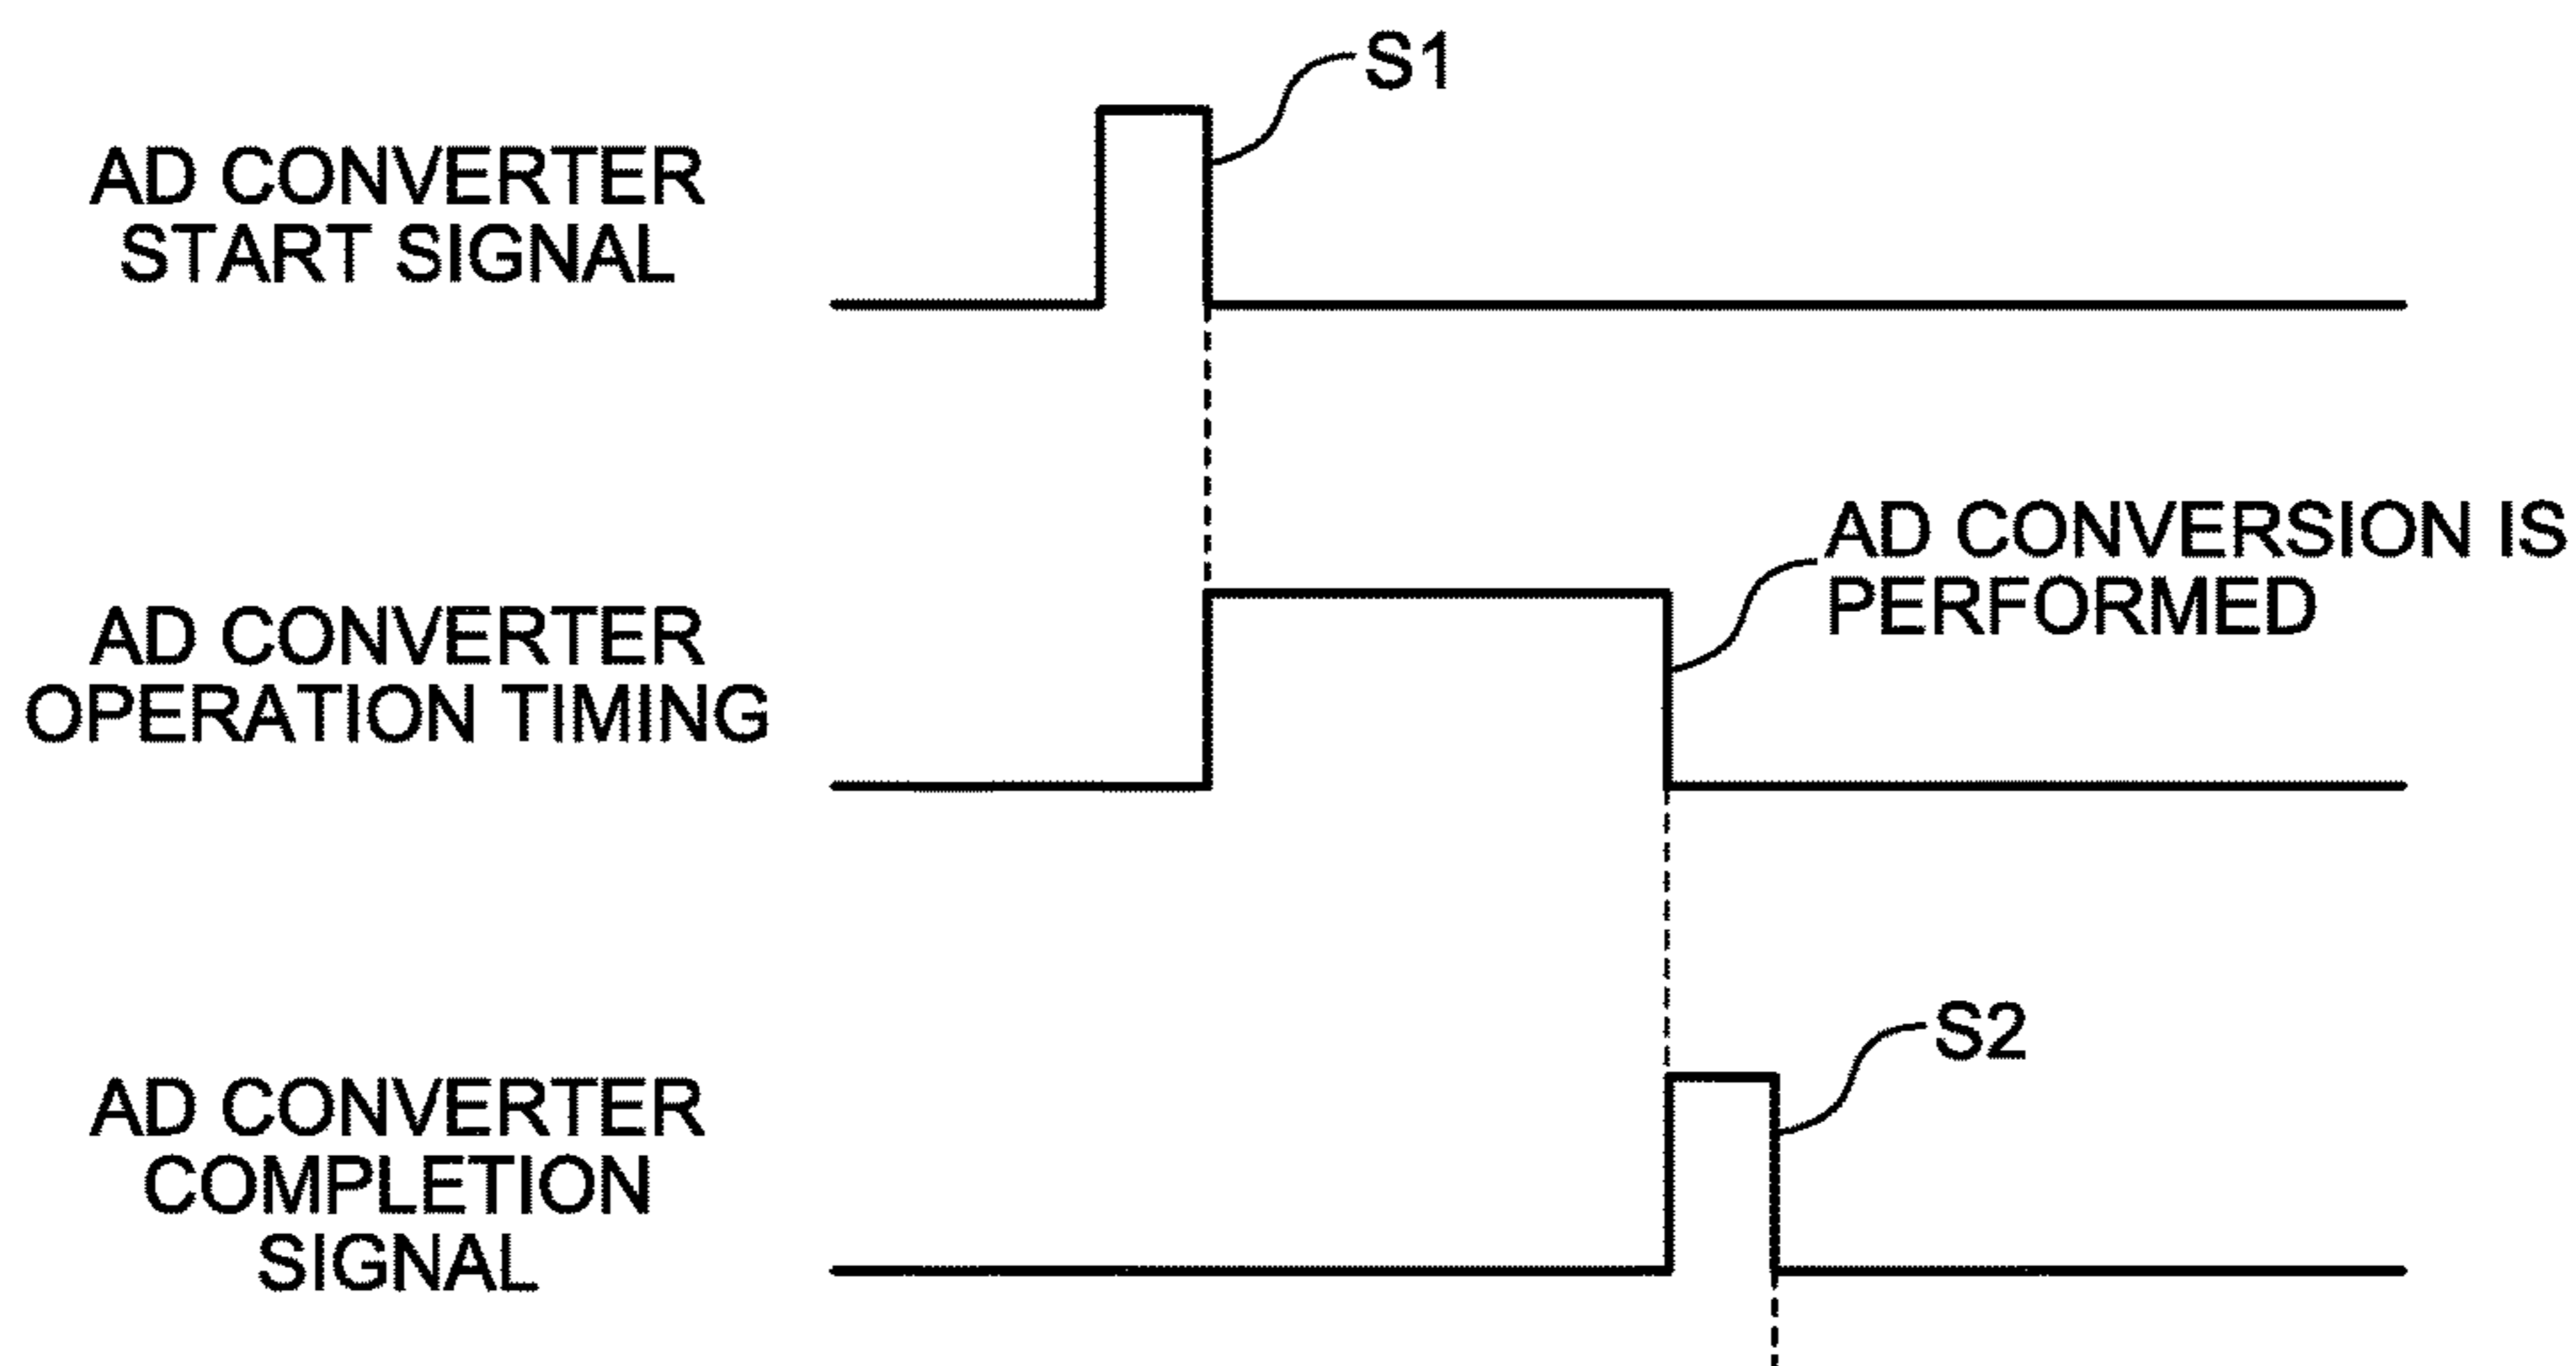 S1
AD CONVERTER
START SIGNAL
AD CONVERSION IS
PERFORMED
AD CONVERTER
OPERATION TIMING
S2
AD CONVERTER
COMPLETION
SIGNAL